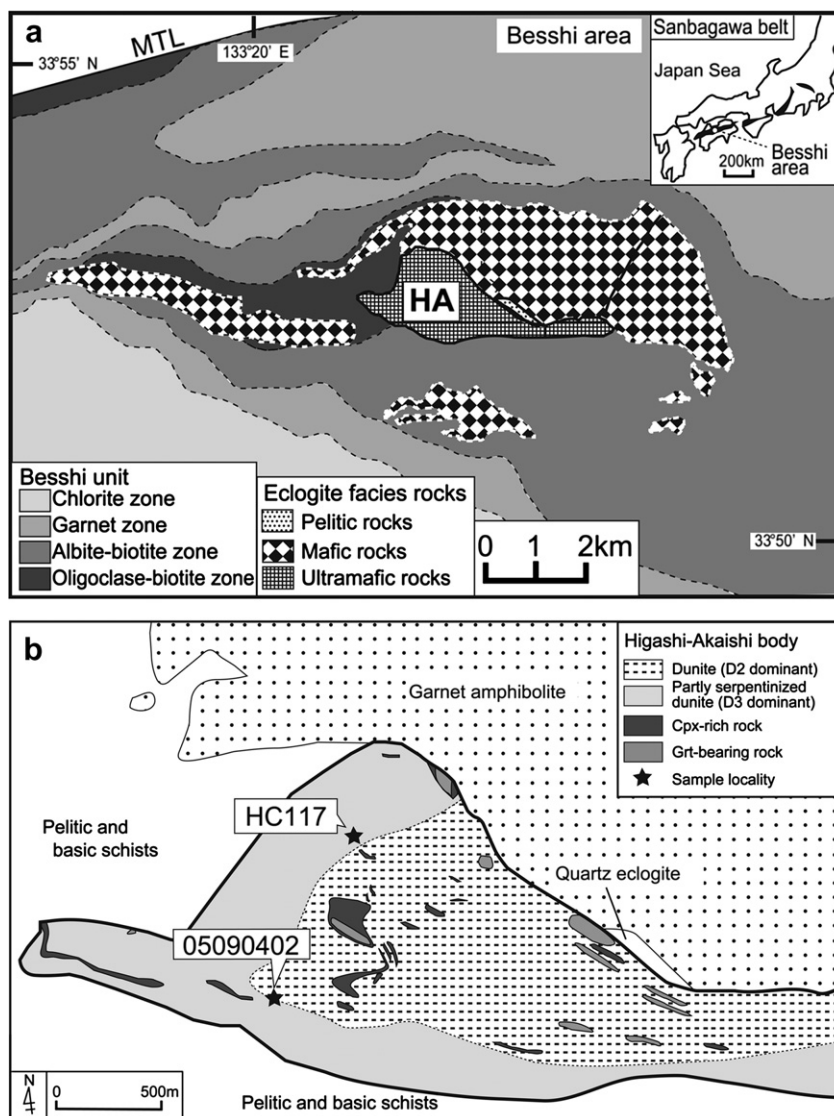 a
MTL
133°20' E
33°55' N
Besshi area
Sanbagawa belt
Japan Sea
Besshi
area
200km
HA
Besshi unit
Chlorite zone
Garnet zone
Albite-biotite zone
Oligoclase-biotite zone
Eclogite facies rocks
Pelitic rocks
Mafic rocks
Ultramafic rocks
0 1 2km
33°50' N
b
Higashi-Akaishi body
Dunite (D2 dominant)
Partly serpentinized
dunite (D3 dominant)
Cpx-rich rock
Grt-bearing rock
Sample locality
Garnet amphibolite
HC117
Pelitic and
basic schists
Quartz eclogite
05090402
N
0 500m
Pelitic and basic schists